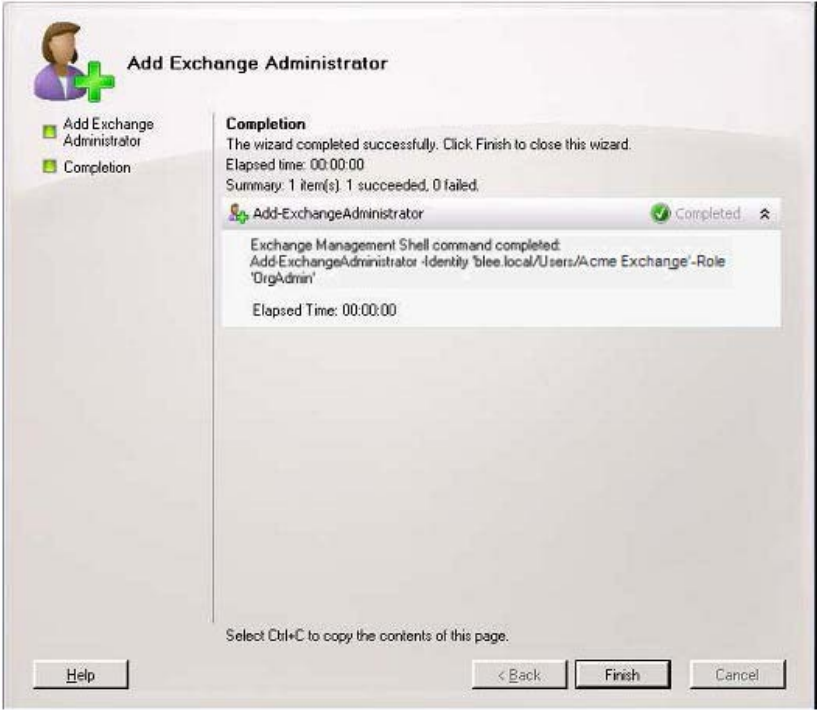 Add Exchange Administrator
Add Exchange
Administrator
Completion
Completion
The wizard completed successfully. Click Finish to close this wizard.
Elapsed time: 00:00:00
Summary: 1 item(s). 1 succeeded, 0 failed.
Add-ExchangeAdministrator
Completed
Exchange Management Shell command completed:
Add-ExchangeAdministrator -Identity 'blee.local/Users/Acme Exchange'-Role
'OrgAdmin'
Elapsed Time: 00:00:00
Select Ctrl+C to copy the contents of this page.
Help
< Back
Finish
Cancel